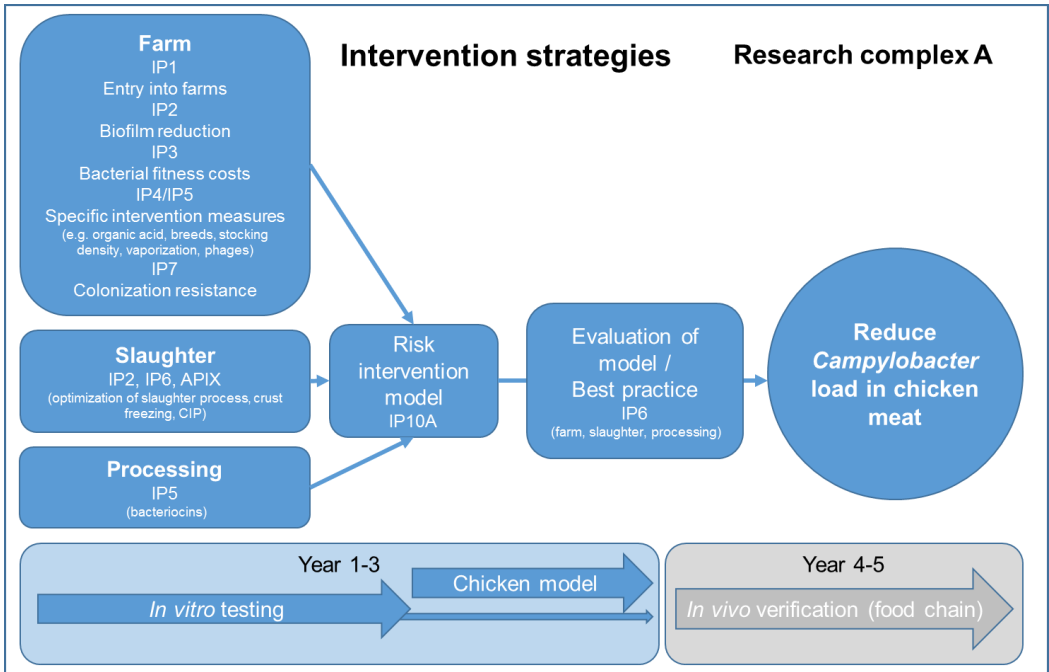 Intervention strategies
Research complex A
Farm
IP1
Entry into farms
IP2
Biofilm reduction
IP3
Bacterial fitness costs
IP4/IP5
Specific intervention measures
(e.g. organic acid, breeds, stocking
density, vaporization, phages)
IP7
Colonization resistance
Slaughter
IP2, IP6, APIX
(optimization of slaughter process, crust
freezing, CIP)
Processing
IP5
(bacteriocins)
Risk
intervention
model
IP10A
Evaluation of
model /
Best practice
IP6
(farm, slaughter, processing)
Reduce
Campylobacter
load in chicken
meat
Year 1-3
Chicken model
In vitro testing
Year 4-5
In vivo verification (food chain)